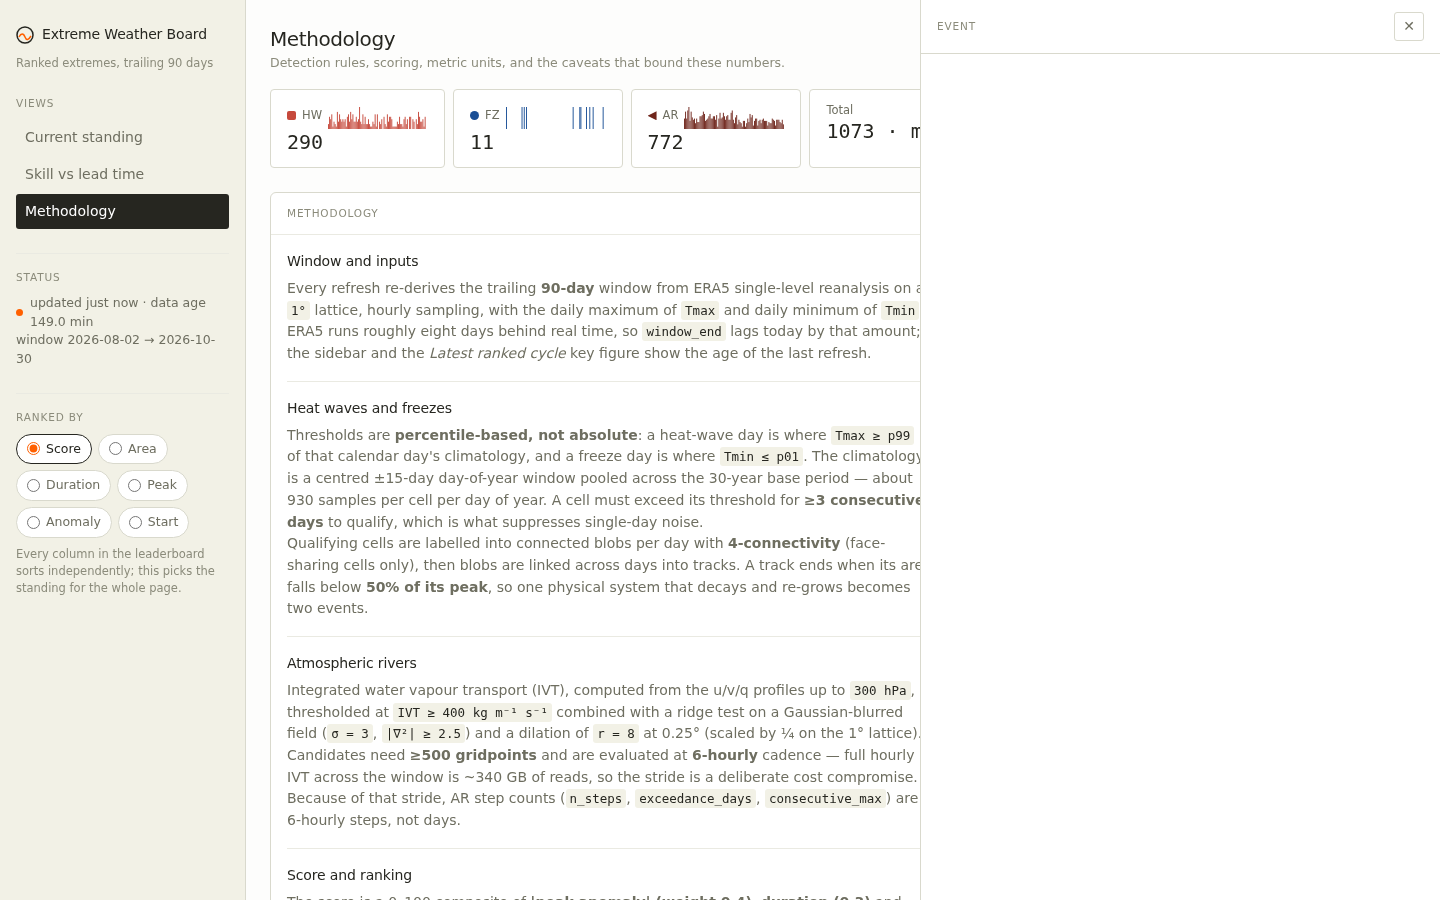 Extreme Weather Board
Ranked extremes, trailing 90 days
VIEWS
Current standing
Skill vs lead time
Methodology
STATUS
updated just now · data age
149.0 min
window 2026-08-02 → 2026-10-
30
RANKED BY
Score
Area
Duration
Peak
Anomaly
Start
Every column in the leaderboard
sorts independently; this picks the
standing for the whole page.
Methodology
Detection rules, scoring, metric units, and the caveats that bound these numbers.
HW
290
FZ
11
AR
772
Total
1073 ·
METHODOLOGY
Window and inputs
Every refresh re-derives the trailing 90-day window from ERA5 single-level reanalysis on a
1° lattice, hourly sampling, with the daily maximum of Tmax and daily minimum of Tmin
ERA5 runs roughly eight days behind real time, so window_end lags today by that amount;
the sidebar and the Latest ranked cycle key figure show the age of the last refresh.
Heat waves and freezes
Thresholds are percentile-based, not absolute: a heat-wave day is where Tmax ≥ p99
of that calendar day's climatology, and a freeze day is where Tmin ≤ p01. The climatology
is a centred ±15-day day-of-year window pooled across the 30-year base period — about
930 samples per cell per day of year. A cell must exceed its threshold for ≥3 consecutive
days to qualify, which is what suppresses single-day noise.
Qualifying cells are labelled into connected blobs per day with 4-connectivity (face-
sharing cells only), then blobs are linked across days into tracks. A track ends when its are
falls below 50% of its peak, so one physical system that decays and re-grows becomes
two events.
Atmospheric rivers
Integrated water vapour transport (IVT), computed from the u/v/q profiles up to 300 hPa,
thresholded at IVT ≥ 400 kg m⁻¹ s⁻¹ combined with a ridge test on a Gaussian-blurred
field (σ = 3, |∇²| ≥ 2.5) and a dilation of r = 8 at 0.25° (scaled by ¼ on the 1° lattice).
Candidates need ≥500 gridpoints and are evaluated at 6-hourly cadence — full hourly
IVT across the window is ~340 GB of reads, so the stride is a deliberate cost compromise.
Because of that stride, AR step counts (n_steps, exceedance_days, consecutive_max) are
6-hourly steps, not days.
Score and ranking
The score is a 0–100 composite of |peak anomaly| (weight 0.4), duration (0.3) and
EVENT
✕